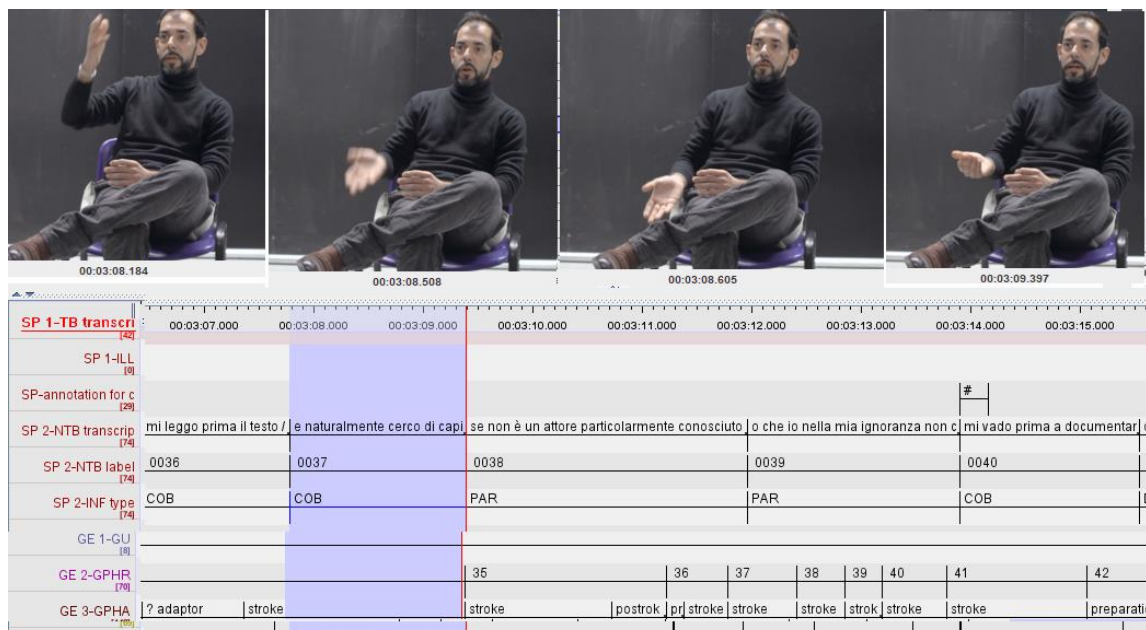 00:03:08.184 00:03:08.508 00:03:08.605 00:03:09.397
SP 1-TB transcri 00:03:07.000 00:03:08.000 00:03:09.000 00:03:10.000 00:03:11.000 00:03:12.000 00:03:13.000 00:03:14.000 00:03:15.000
[42]
SP 1-ILL
[0]
SP-annotation for c #
[29]
SP 2-NTB transcrip mi leggo prima il testo / e naturalmente cerco di capi se non è un attore particolarmente conosciuto o che io nella mia ignoranza non c mi vado prima a documentar
[74]
SP 2-NTB label 0036 0037 0038 0039 0040
[74]
SP 2-INF type COB COB PAR PAR COB
[74]
GE 1-GU
[8]
GE 2-GPHR 35 36 37 38 39 40 41 42
[70]
GE 3-GPHA ? adaptor stroke stroke postrok pr stroke stroke stroke strok stroke stroke preparati